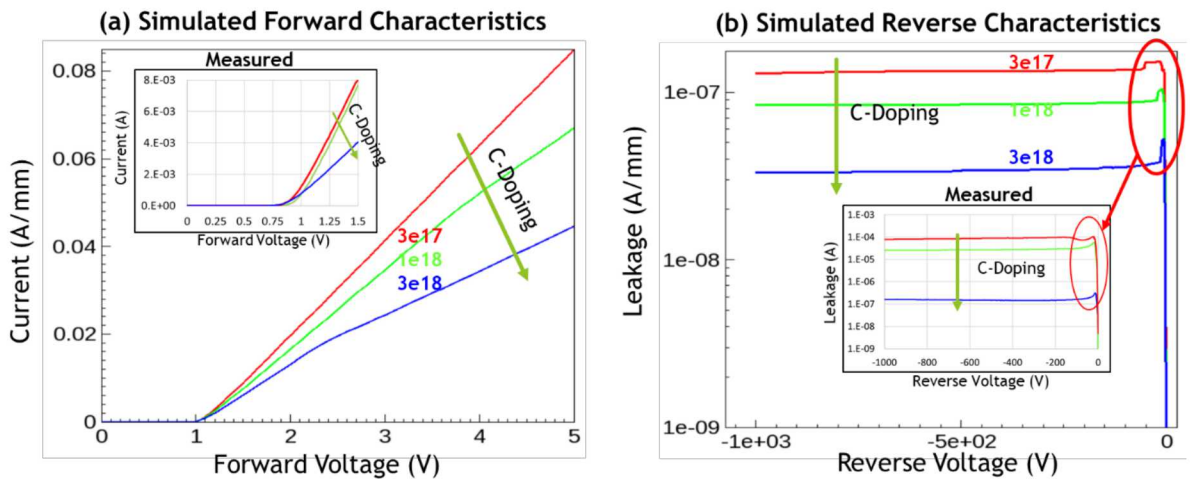 (a) Simulated Forward Characteristics
Current (A/mm)
0.08
0.06
0.04
0.02
0
0
1
2
3
4
5
Forward Voltage (V)
3e17
1e18
3e18
C-Doping
Measured
Current (A)
8.E-03
6.E-03
4.E-03
2.E-03
0.E+00
0
0.25
0.5
0.75
1
1.25
1.5
Forward Voltage (V)
C-Doping
(b) Simulated Reverse Characteristics
Leakage (A/mm)
1e-07
1e-08
1e-09
-1e+03
-5e+02
0
Reverse Voltage (V)
3e17
1e18
3e18
C-Doping
Measured
Leakage (A)
1.E-03
1.E-04
1.E-05
1.E-06
1.E-07
1.E-08
1.E-09
-1000
-800
-600
-400
-200
0
Reverse Voltage (V)
C-Doping